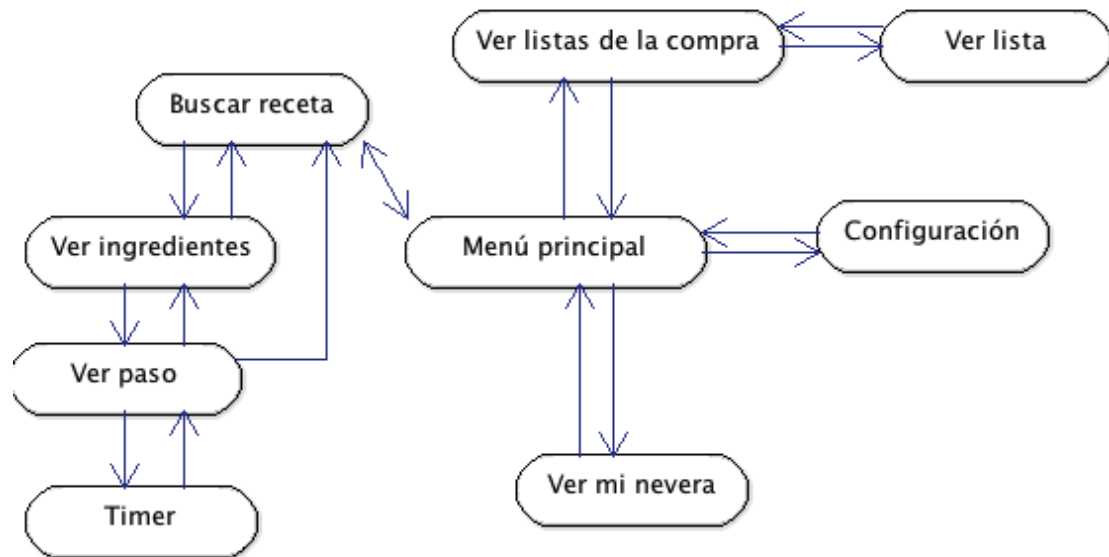 Ver listas de la compra
Ver lista
Buscar receta
Ver ingredientes
Menú principal
Configuración
Ver paso
Ver mi nevera
Timer